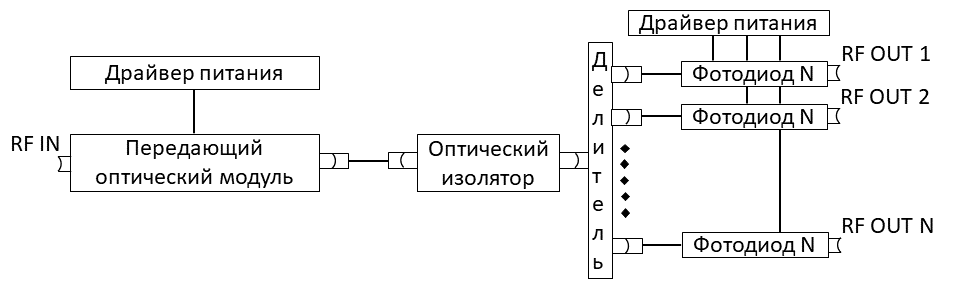 Драйвер питания
RF IN
Передающий
оптический модуль
Оптический
изолятор
Делитель
Драйвер питания
Фотодиод N
RF OUT 1
Фотодиод N
RF OUT 2
Фотодиод N
RF OUT N